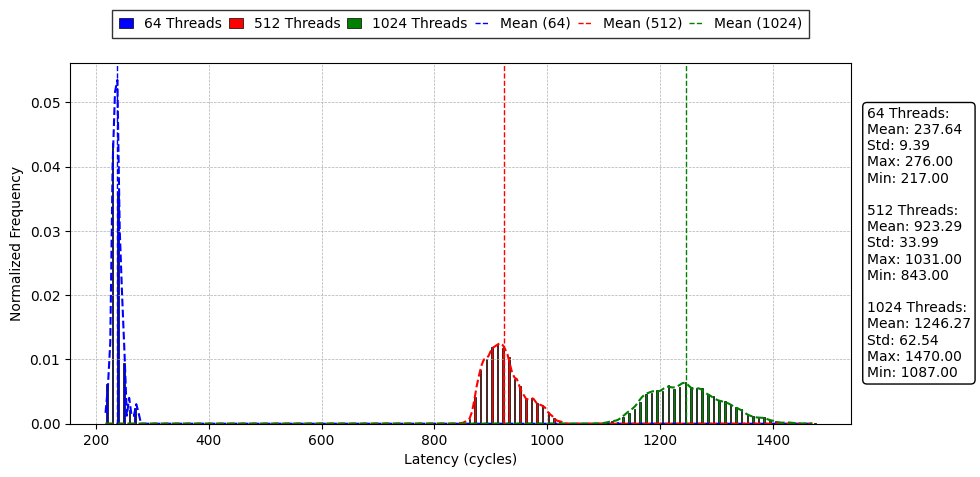 64 Threads 512 Threads 1024 Threads Mean (64) Mean (512) Mean (1024)
0.05
0.04
0.03
0.02
0.01
0.00
Normalized Frequency
200 400 600 800 1000 1200 1400
Latency (cycles)
64 Threads:
Mean: 237.64
Std: 9.39
Max: 276.00
Min: 217.00
512 Threads:
Mean: 923.29
Std: 33.99
Max: 1031.00
Min: 843.00
1024 Threads:
Mean: 1246.27
Std: 62.54
Max: 1470.00
Min: 1087.00